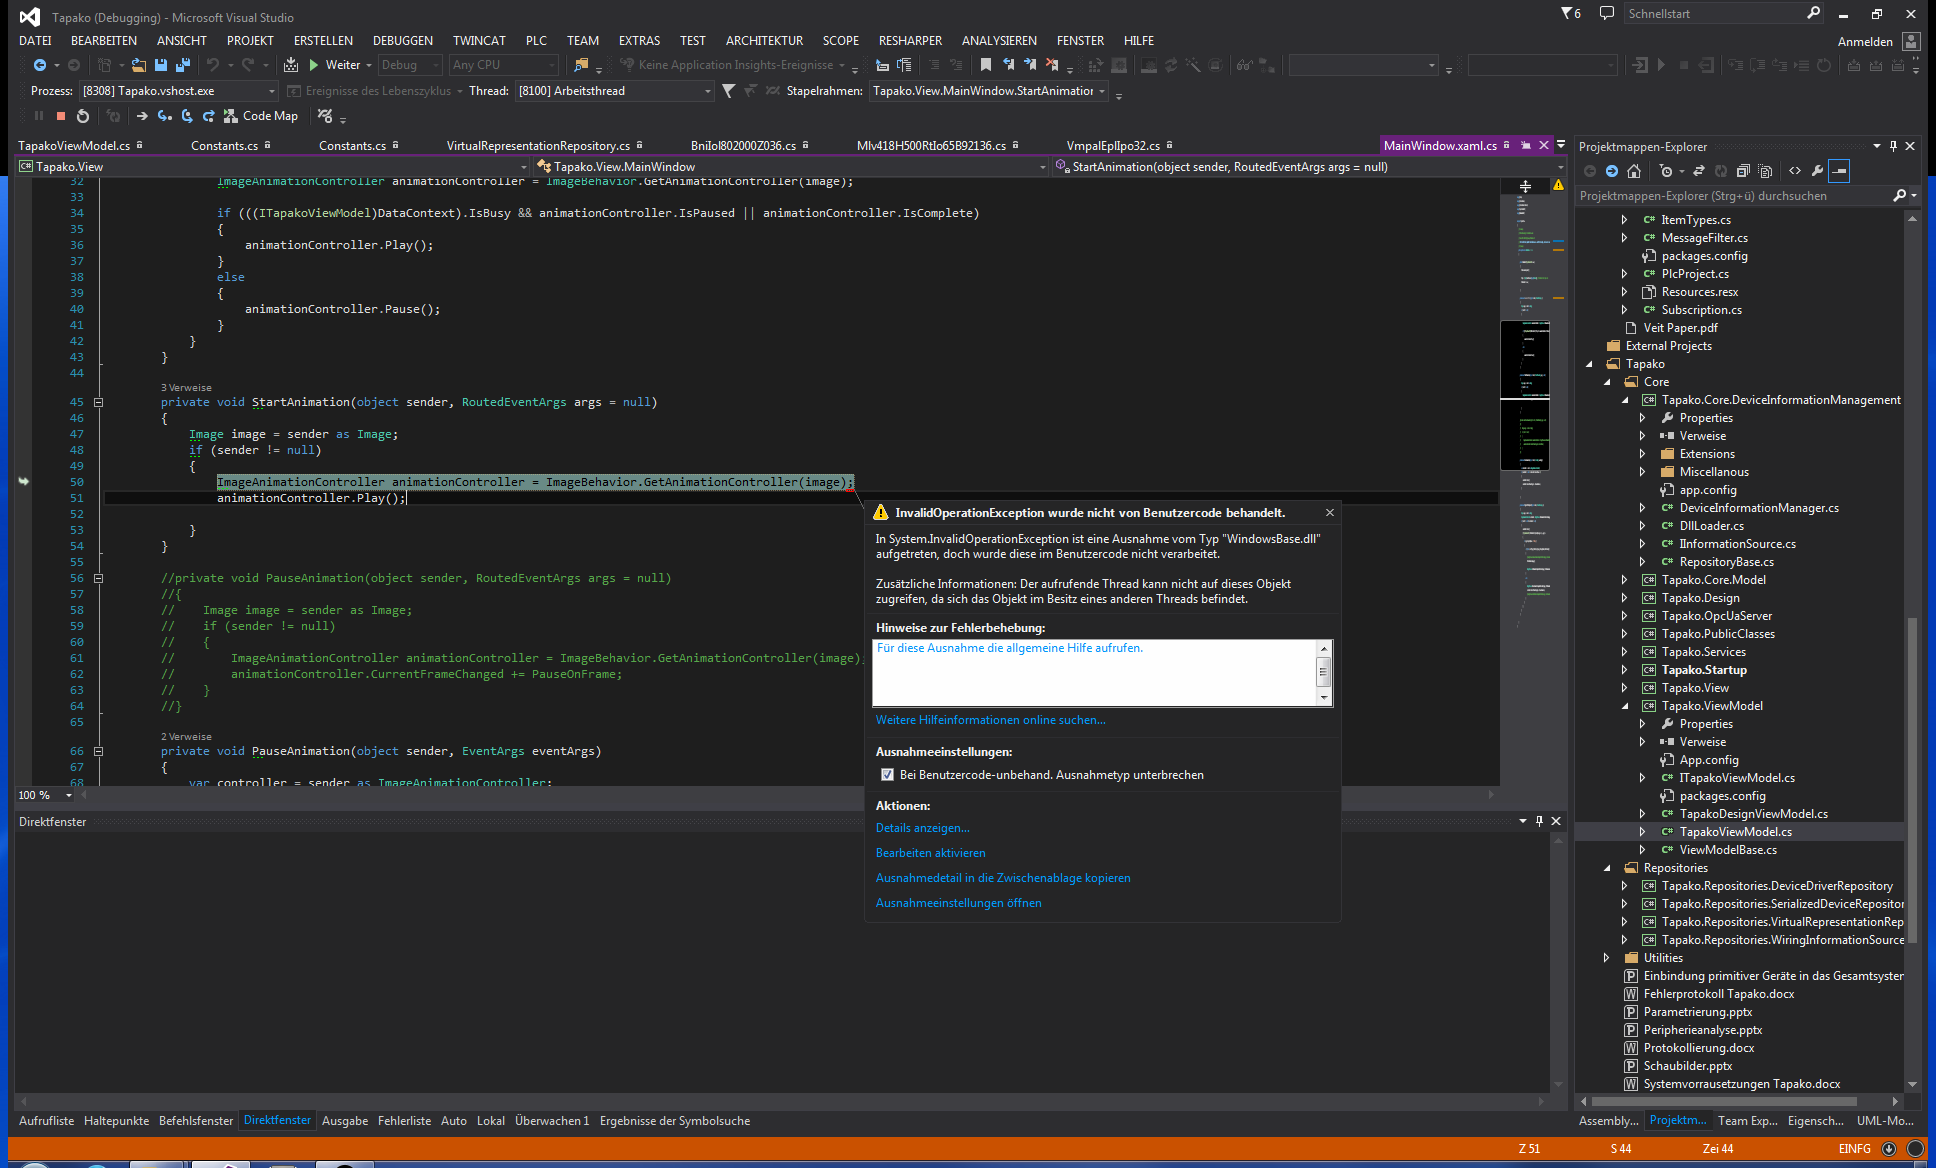 Tapako (Debugging) - Microsoft Visual Studio
6
Schnellstart
DATEI BEARBEITEN ANSICHT PROJEKT ERSTELLEN DEBUGGEN TWINCAT PLC TEAM EXTRAS TEST ARCHITEKTUR SCOPE RESHARPER ANALYSIEREN FENSTER HILFE
Anmelden
Weiter Debug Any CPU Keine Application Insights-Ereignisse
Prozess: [8308] Tapako.vshost.exe Ereignisse des Lebenszyklus Thread: [8100] Arbeitsthread Stapelrahmen: Tapako.View.MainWindow.StartAnimation
Code Map
TapakoViewModel.cs Constants.cs Constants.cs VirtualRepresentationRepository.cs BniIol802000Z036.cs Mlv418H500RtIo65B92136.cs VmpalEplIpo32.cs MainWindow.xaml.cs
Tapako.View Tapako.View.MainWindow StartAnimation(object sender, RoutedEventArgs args = null)
32 ImageAnimationController animationController = ImageBehavior.GetAnimationController(image);
33
34 if (((ITapakoViewModel)DataContext).IsBusy && animationController.IsPaused || animationController.IsComplete)
35 {
36 animationController.Play();
37 }
38 else
39 {
40 animationController.Pause();
41 }
42 }
43 }
44
3 Verweise
45 private void StartAnimation(object sender, RoutedEventArgs args = null)
46 {
47 Image image = sender as Image;
48 if (sender != null)
49 {
50 ImageAnimationController animationController = ImageBehavior.GetAnimationController(image);
51 animationController.Play();
52
53 }
54 }
55
56 //private void PauseAnimation(object sender, RoutedEventArgs args = null)
57 //{
58 // Image image = sender as Image;
59 // if (sender != null)
60 // {
61 // ImageAnimationController animationController = ImageBehavior.GetAnimationController(image);
62 // animationController.CurrentFrameChanged += PauseOnFrame;
63 // }
64 //}
65
2 Verweise
66 private void PauseAnimation(object sender, EventArgs eventArgs)
67 {
68 var controller = sender as ImageAnimationController;
100 %
InvalidOperationException wurde nicht von Benutzercode behandelt.
In System.InvalidOperationException ist eine Ausnahme vom Typ "WindowsBase.dll"
aufgetreten, doch wurde diese im Benutzercode nicht verarbeitet.
Zusätzliche Informationen: Der aufrufende Thread kann nicht auf dieses Objekt
zugreifen, da sich das Objekt im Besitz eines anderen Threads befindet.
Hinweise zur Fehlerbehebung:
Für diese Ausnahme die allgemeine Hilfe aufrufen.
Weitere Hilfeinformationen online suchen...
Ausnahmeeinstellungen:
Bei Benutzercode-unbehand. Ausnahmetyp unterbrechen
Aktionen:
Details anzeigen...
Bearbeiten aktivieren
Ausnahmedetail in die Zwischenablage kopieren
Ausnahmeeinstellungen öffnen
Direktfenster
Aufrufliste Haltepunkte Befehlsfenster Direktfenster Ausgabe Fehlerliste Auto Lokal Überwachen 1 Ergebnisse der Symbolsuche
Projektmappen-Explorer
Projektmappen-Explorer (Strg+ü) durchsuchen
C# ItemTypes.cs
C# MessageFilter.cs
packages.config
C# PlcProject.cs
Resources.resx
C# Subscription.cs
Veit Paper.pdf
External Projects
Tapako
Core
C# Tapako.Core.DeviceInformationManagement
Properties
Verweise
Extensions
Miscellanous
app.config
C# DeviceInformationManager.cs
C# DllLoader.cs
C# IInformationSource.cs
C# RepositoryBase.cs
C# Tapako.Core.Model
C# Tapako.Design
C# Tapako.OpcUaServer
C# Tapako.PublicClasses
C# Tapako.Services
C# Tapako.Startup
C# Tapako.View
C# Tapako.ViewModel
Properties
Verweise
App.config
C# ITapakoViewModel.cs
packages.config
C# TapakoDesignViewModel.cs
C# TapakoViewModel.cs
C# ViewModelBase.cs
Repositories
C# Tapako.Repositories.DeviceDriverRepository
C# Tapako.Repositories.SerializedDeviceRepositor
C# Tapako.Repositories.VirtualRepresentationRep
C# Tapako.Repositories.WiringInformationSource
Utilities
Einbindung primitiver Geräte in das Gesamtsyster
Fehlerprotokoll Tapako.docx
Parametrierung.pptx
Peripherieanalyse.pptx
Protokollierung.docx
Schaubilder.pptx
Systemvorrausetzungen Tapako.docx
Assembly... Projektm... Team Exp... Eigensch... UML-Mo...
Z 51 S 44 Zei 44 EINFG